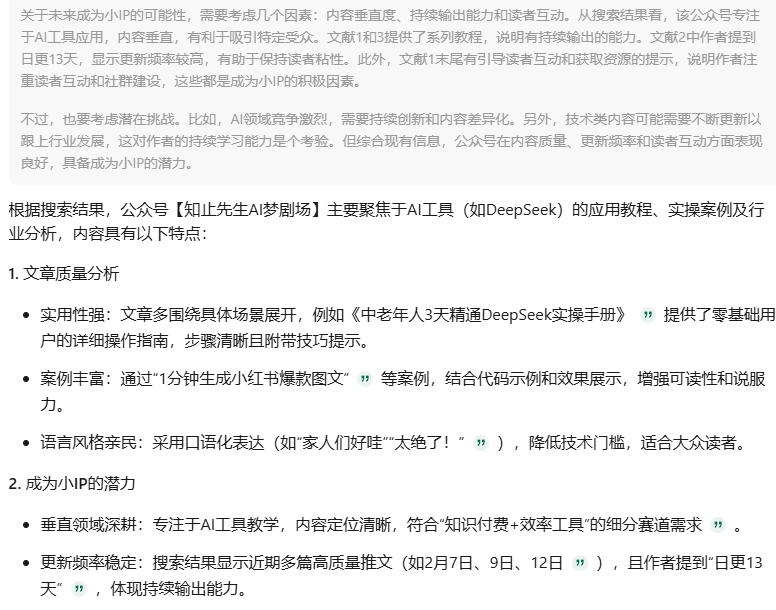 关于未来成为小IP的可能性，需要考虑几个因素：内容垂直度、持续输出能力和读者互动。从搜索结果看，该公众号专注
于AI工具应用，内容垂直，有利于吸引特定受众。文献1和3提供了系列教程，说明有持续输出的能力。文献2中作者提到
日更13天，显示更新频率较高，有助于保持读者粘性。此外，文献1末尾有引导读者互动和获取资源的提示，说明作者注
重读者互动和社群建设，这些都是成为小IP的积极因素。
不过，也要考虑潜在挑战。比如，AI领域竞争激烈，需要持续创新和内容差异化。另外，技术类内容可能需要不断更新以
跟上行业发展，这对作者的持续学习能力是个考验。但综合现有信息，公众号在内容质量、更新频率和读者互动方面表现
良好，具备成为小IP的潜力。
根据搜索结果，公众号【知止先生AI梦剧场】主要聚焦于AI工具（如DeepSeek）的应用教程、实操案例及行
业分析，内容具有以下特点：
1. 文章质量分析
• 实用性强：文章多围绕具体场景展开，例如《中老年人3天精通DeepSeek实操手册》 ” 提供了零基础用
户的详细操作指南，步骤清晰且附带技巧提示。
• 案例丰富：通过“1分钟生成小红书爆款图文” ” 等案例，结合代码示例和效果展示，增强可读性和说服
力。
• 语言风格亲民：采用口语化表达（如“家人们好哇”“太绝了！” ” ），降低技术门槛，适合大众读者。
2. 成为小IP的潜力
• 垂直领域深耕：专注于AI工具教学，内容定位清晰，符合“知识付费+效率工具”的细分赛道需求 ” 。
• 更新频率稳定：搜索结果显示近期多篇高质量推文（如2月7日、9日、12日 ” ），且作者提到“日更13
天” ” ，体现持续输出能力。